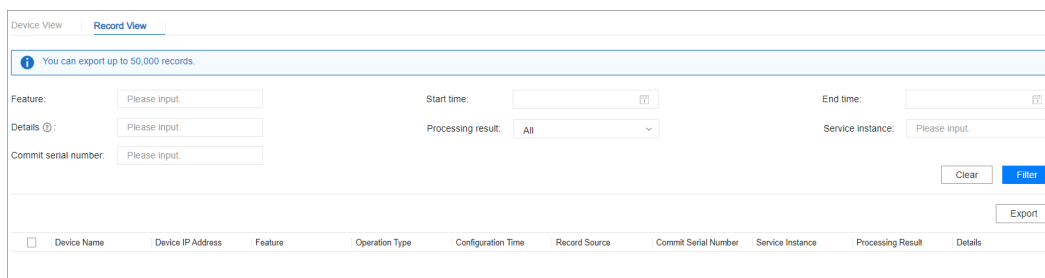 Device View Record View
You can export up to 50,000 records.
Feature: Please input. Start time: End time:
Details ? : Please input. Processing result: All Service instance: Please input.
Commit serial number: Please input.
Clear Filter
Export
Device Name Device IP Address Feature Operation Type Configuration Time Record Source Commit Serial Number Service Instance Processing Result Details